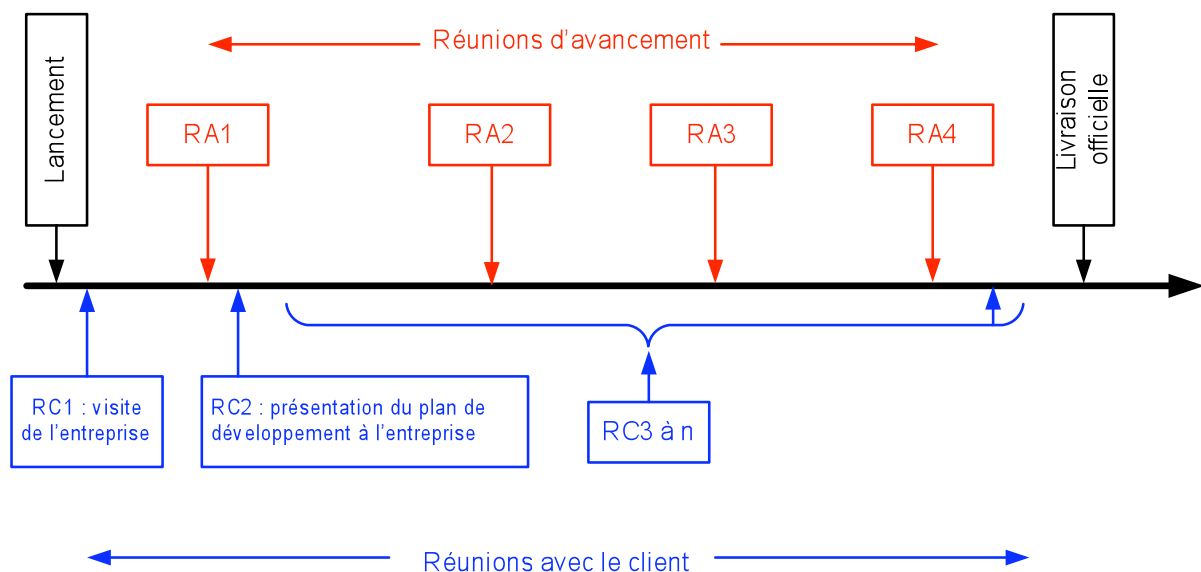 Lancement
Réunions d'avancement
RA1
RA2
RA3
RA4
Livraison
officielle
RC1 : visite
de l'entreprise
RC2 : présentation du plan de
développement à l'entreprise
RC3 à n
Réunions avec le client